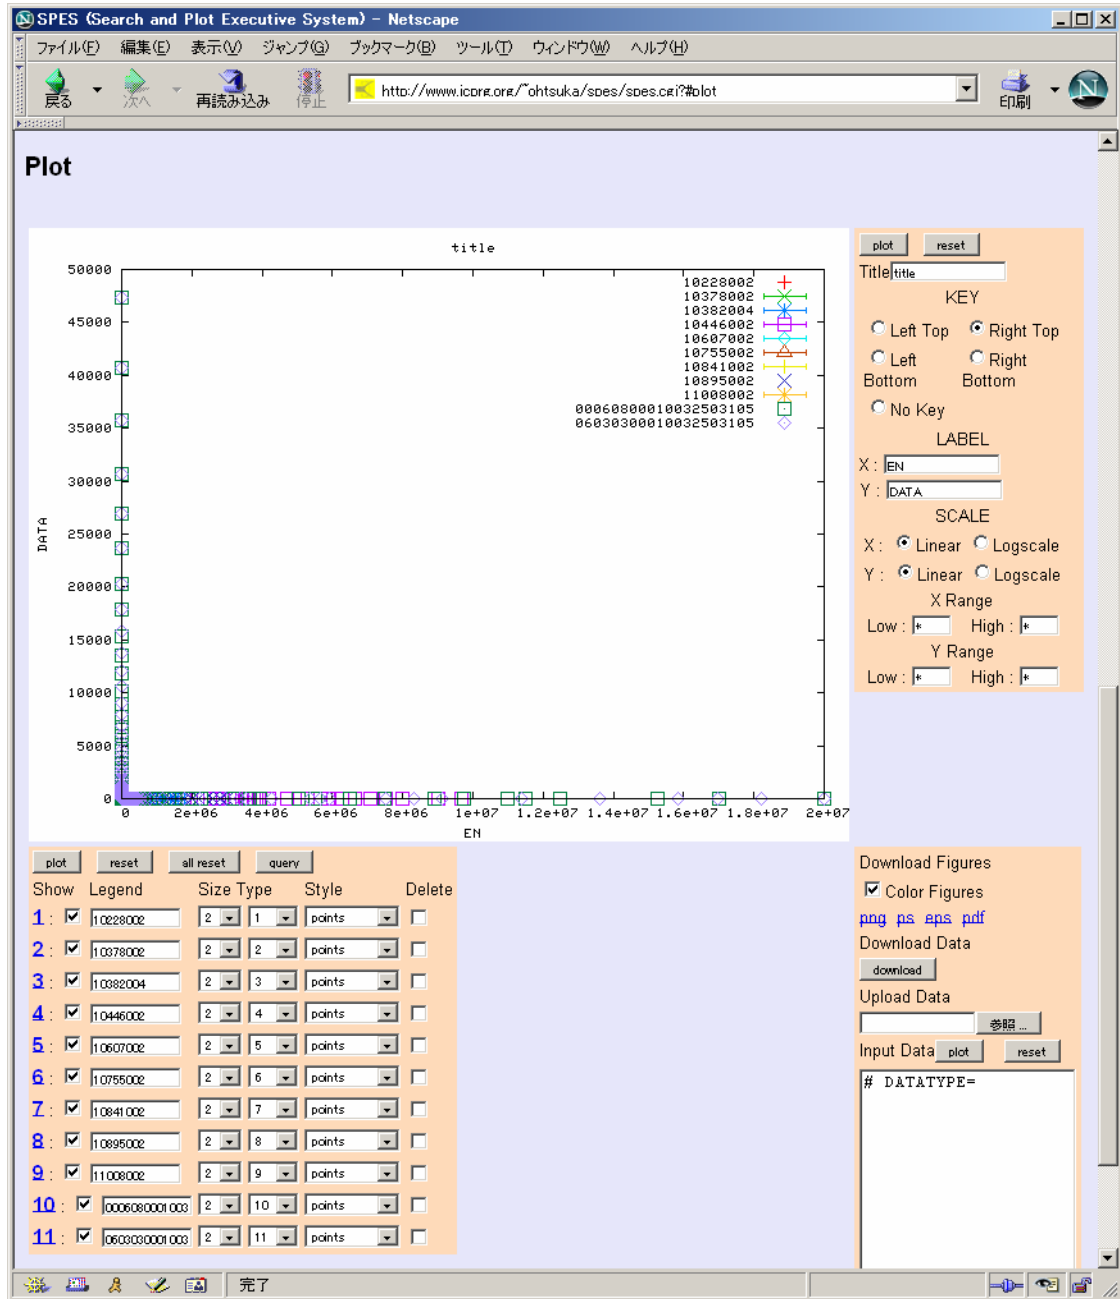 SPES (Search and Plot Executive System) - Netscape
ファイル(F) 編集(E) 表示(V) ジャンプ(G) ブックマーク(B) ツール(T) ウィンドウ(W) ヘルプ(H)
戻る 次へ 再読み込み 停止 http://www.jcprg.org/~ohtsuka/spes/spes.cgi?#plot 印刷
Plot
title
50000
45000
40000
35000
30000
25000
20000
15000
10000
5000
0
DATA
10228002
10378002
10382004
10446002
10607002
10755002
10841002
10895002
11008002
00060800010032503105
06030300010032503105
0 2e+06 4e+06 6e+06 8e+06 1e+07 1.2e+07 1.4e+07 1.6e+07 1.8e+07 2e+07
EN
plot reset
Title title
KEY
Left Top Right Top
Left Bottom Right Bottom
No Key
LABEL
X : EN
Y : DATA
SCALE
X : Linear Logscale
Y : Linear Logscale
X Range
Low : * High : *
Y Range
Low : * High : *
plot reset all reset query
Show Legend Size Type Style Delete
1 : 10228002 2 1 points
2 : 10378002 2 2 points
3 : 10382004 2 3 points
4 : 10446002 2 4 points
5 : 10607002 2 5 points
6 : 10755002 2 6 points
7 : 10841002 2 7 points
8 : 10895002 2 8 points
9 : 11008002 2 9 points
10 : 0006080001003 2 10 points
11 : 0603030001003 2 11 points
Download Figures
Color Figures
png ps eps pdf
Download Data
download
Upload Data
参照...
Input Data plot reset
# DATATYPE=
完了